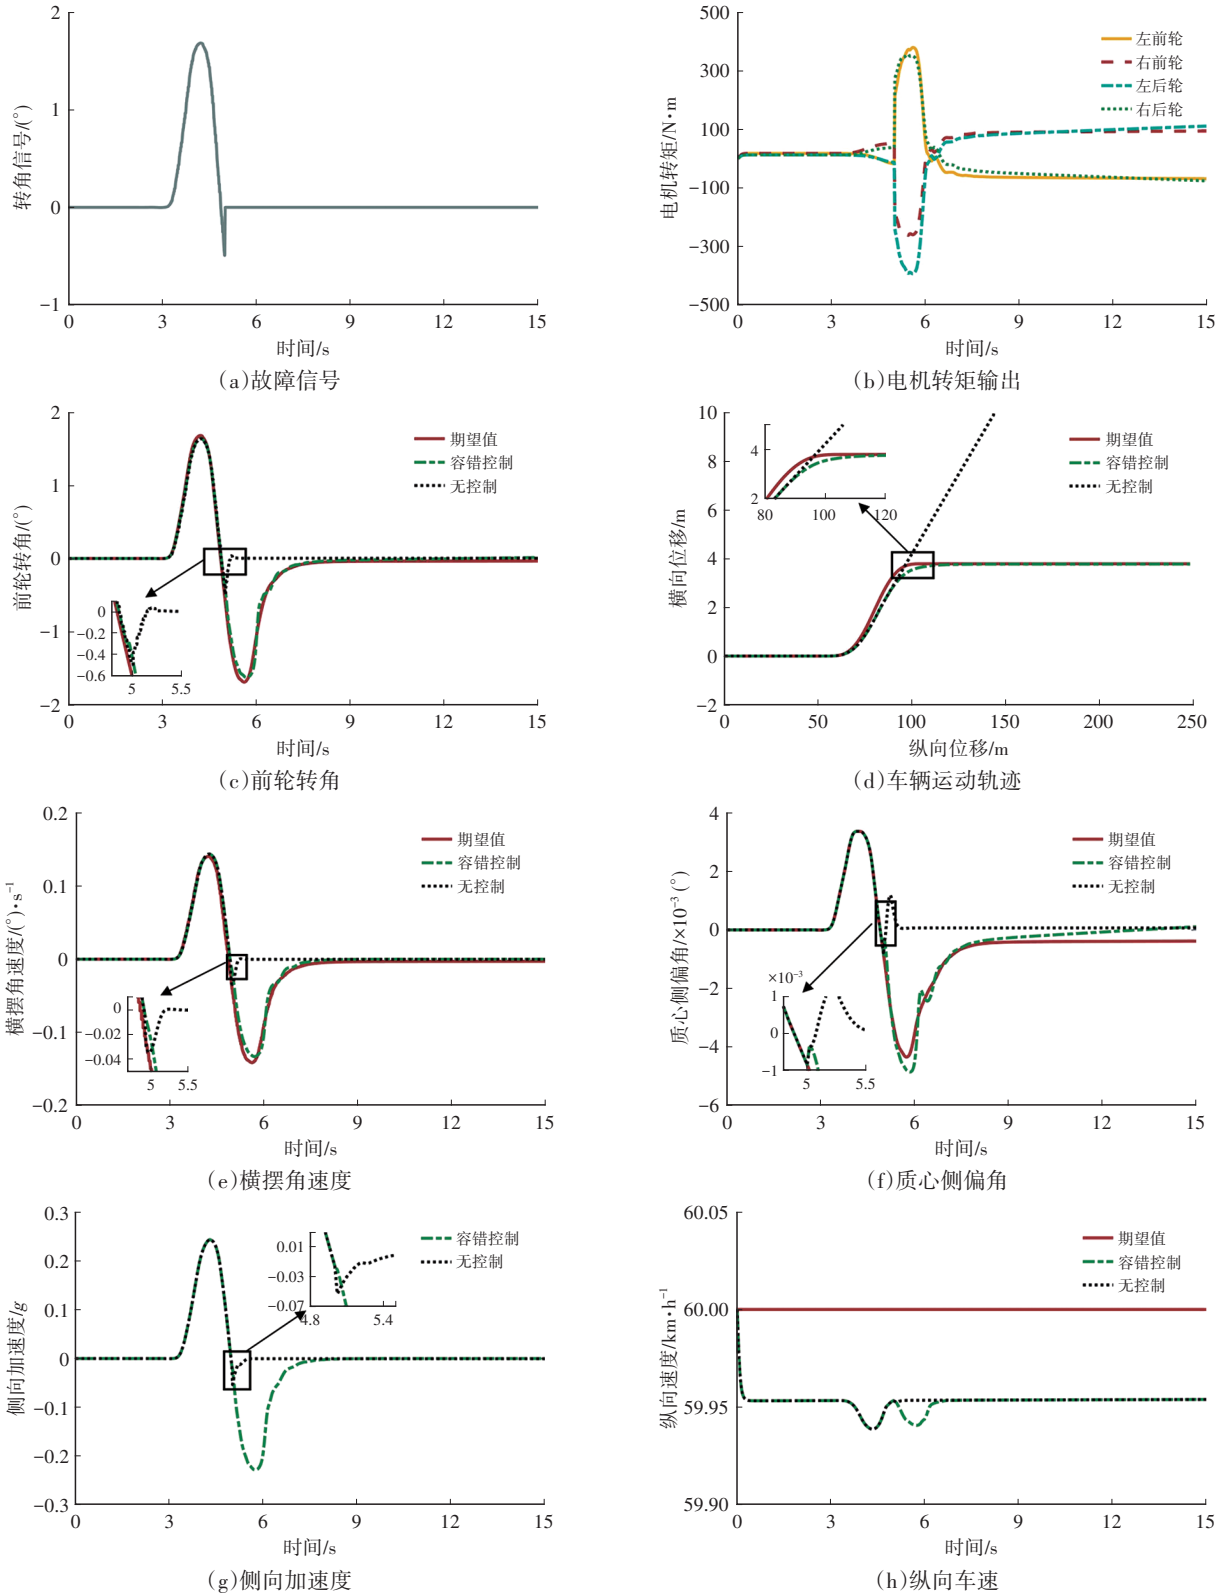 2
1
0
−1
转角信号/(°)
0
3
6
9
12
15
时间/s
(a)故障信号
500
300
100
−100
−300
−500
电机转矩/N•m
左前轮
右前轮
左后轮
右后轮
0
3
6
9
12
15
时间/s
(b)电机转矩输出
2
1
0
−1
−2
前轮转角/(°)
期望值
容错控制
无控制
0
−0.2
−0.4
−0.6
5
5.5
0
3
6
9
12
15
时间/s
(c)前轮转角
10
8
6
4
2
0
−2
横向位移/m
期望值
容错控制
无控制
4
2
80
100
120
0
50
100
150
200
250
纵向位移/m
(d)车辆运动轨迹
0.2
0.1
0
−0.1
−0.2
横摆角速度/(°)•s⁻¹
期望值
容错控制
无控制
0
−0.02
−0.04
5
5.5
0
3
6
9
12
15
时间/s
(e)横摆角速度
4
2
0
−2
−4
−6
质心侧偏角/×10⁻³(°)
期望值
容错控制
无控制
×10⁻³
1
0
−1
5
5.5
0
3
6
9
12
15
时间/s
(f)质心侧偏角
0.3
0.2
0.1
0
−0.1
−0.2
−0.3
侧向加速度/g
容错控制
无控制
0.01
−0.03
−0.07
4.8
5.4
0
3
6
9
12
15
时间/s
(g)侧向加速度
60.05
60.00
59.95
59.90
纵向速度/km•h⁻¹
期望值
容错控制
无控制
0
3
6
9
12
15
时间/s
(h)纵向车速